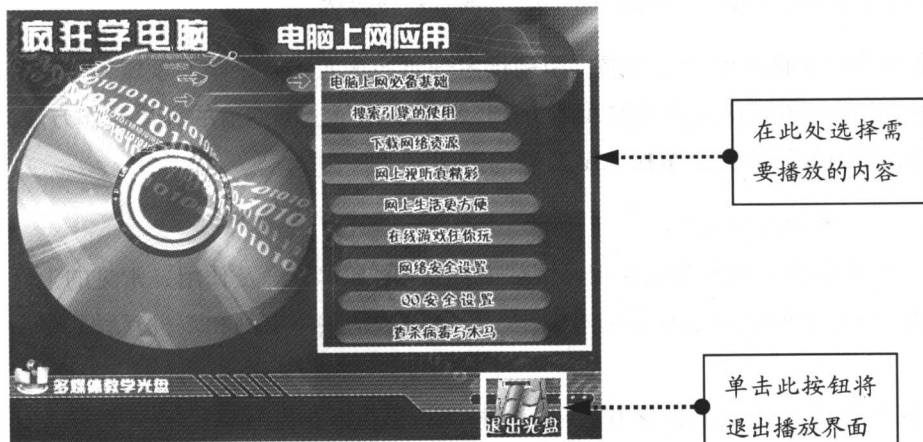 疯狂学电脑
电脑上网应用
电脑上网必备基础
搜索引擎的使用
下载网络资源
网上视听真精彩
网上生活更方便
在线游戏任你玩
网络安全设置
QQ安全设置
查杀病毒与木马
在此处选择需
要播放的内容
多媒体教学光盘
退出光盘
单击此按钮将
退出播放界面